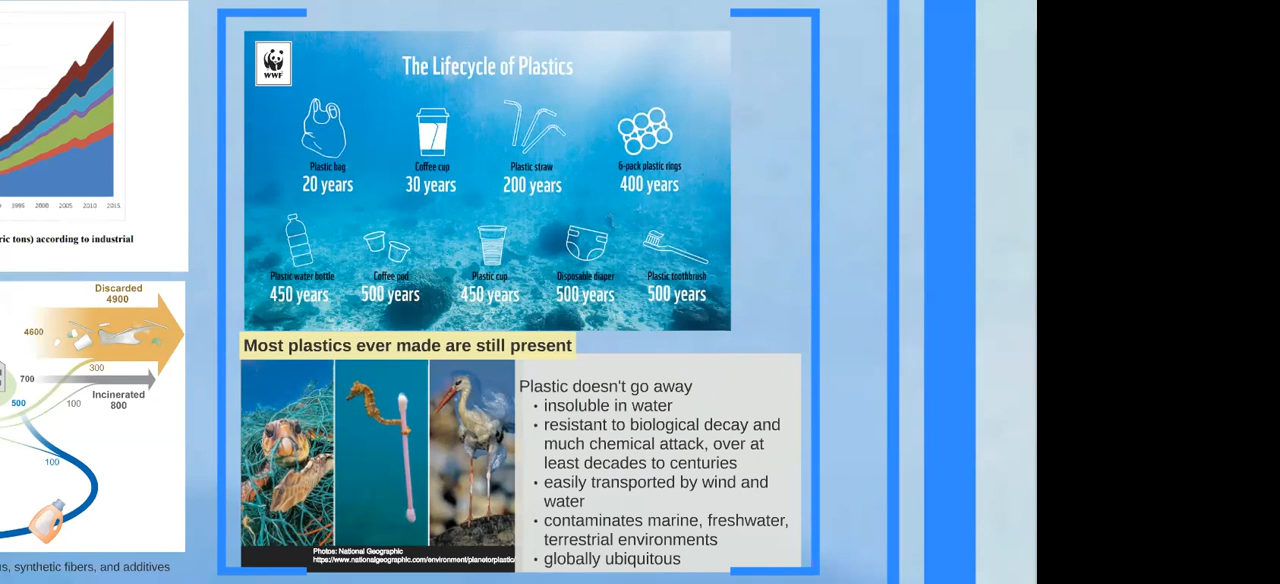 1995 2000 2005 2010 2015
ric tons) according to industrial
Discarded
4900
4600
300
700
Incinerated
800
500
100
100
s, synthetic fibers, and additives
WWF
The Lifecycle of Plastics
Plastic bag
20 years
Coffee cup
30 years
Plastic straw
200 years
6-pack plastic rings
400 years
Plastic water bottle
450 years
Coffee pod
500 years
Plastic cup
450 years
Disposable diaper
500 years
Plastic toothbrush
500 years
Most plastics ever made are still present
Photos: National Geographic
https://www.nationalgeographic.com/environment/planetorplastic/
Plastic doesn't go away
• insoluble in water
• resistant to biological decay and
much chemical attack, over at
least decades to centuries
• easily transported by wind and
water
• contaminates marine, freshwater,
terrestrial environments
• globally ubiquitous